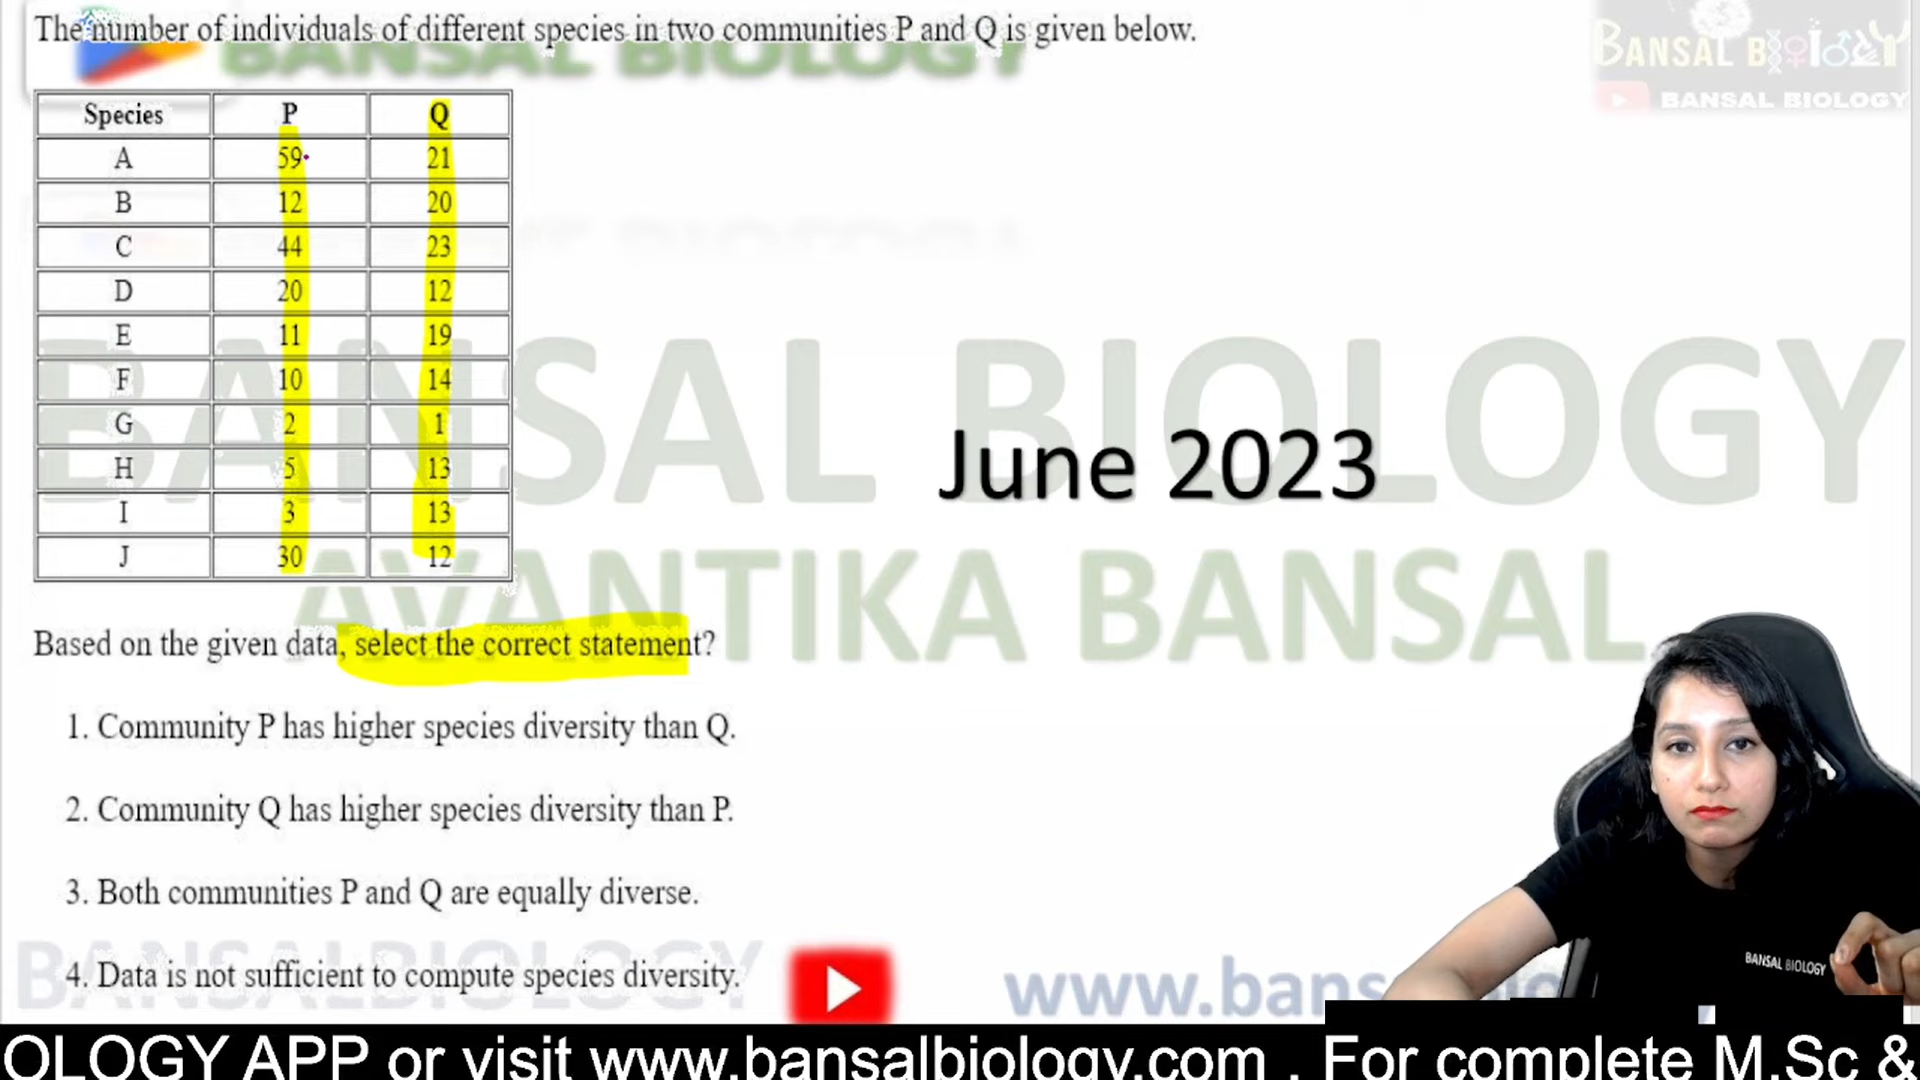 The number of individuals of different species in two communities P and Q is given below.
BANSAL BIOLOGY
BANSAL BIOLOGY
BANSAL BIOLOGY
Species P Q
A 59 21
B 12 20
C 44 23
D 20 12
E 11 19
F 10 14
G 2 1
H 5 13
I 3 13
J 30 12
BANSAL BIOLOGY
June 2023
AVANTIKA BANSAL
Based on the given data, select the correct statement?
1. Community P has higher species diversity than Q.
2. Community Q has higher species diversity than P.
3. Both communities P and Q are equally diverse.
4. Data is not sufficient to compute species diversity.
BANSALBIOLOGY
www.bans
BANSAL BIOLOGY
OLOGY APP or visit www.bansalbiology.com . For complete M.Sc &